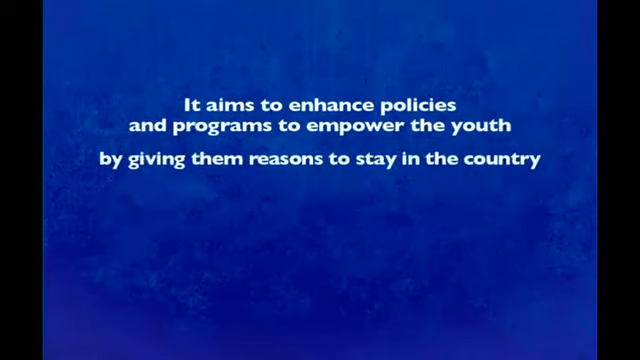 It aims to enhance policies
and programs to empower the youth
by giving them reasons to stay in the country